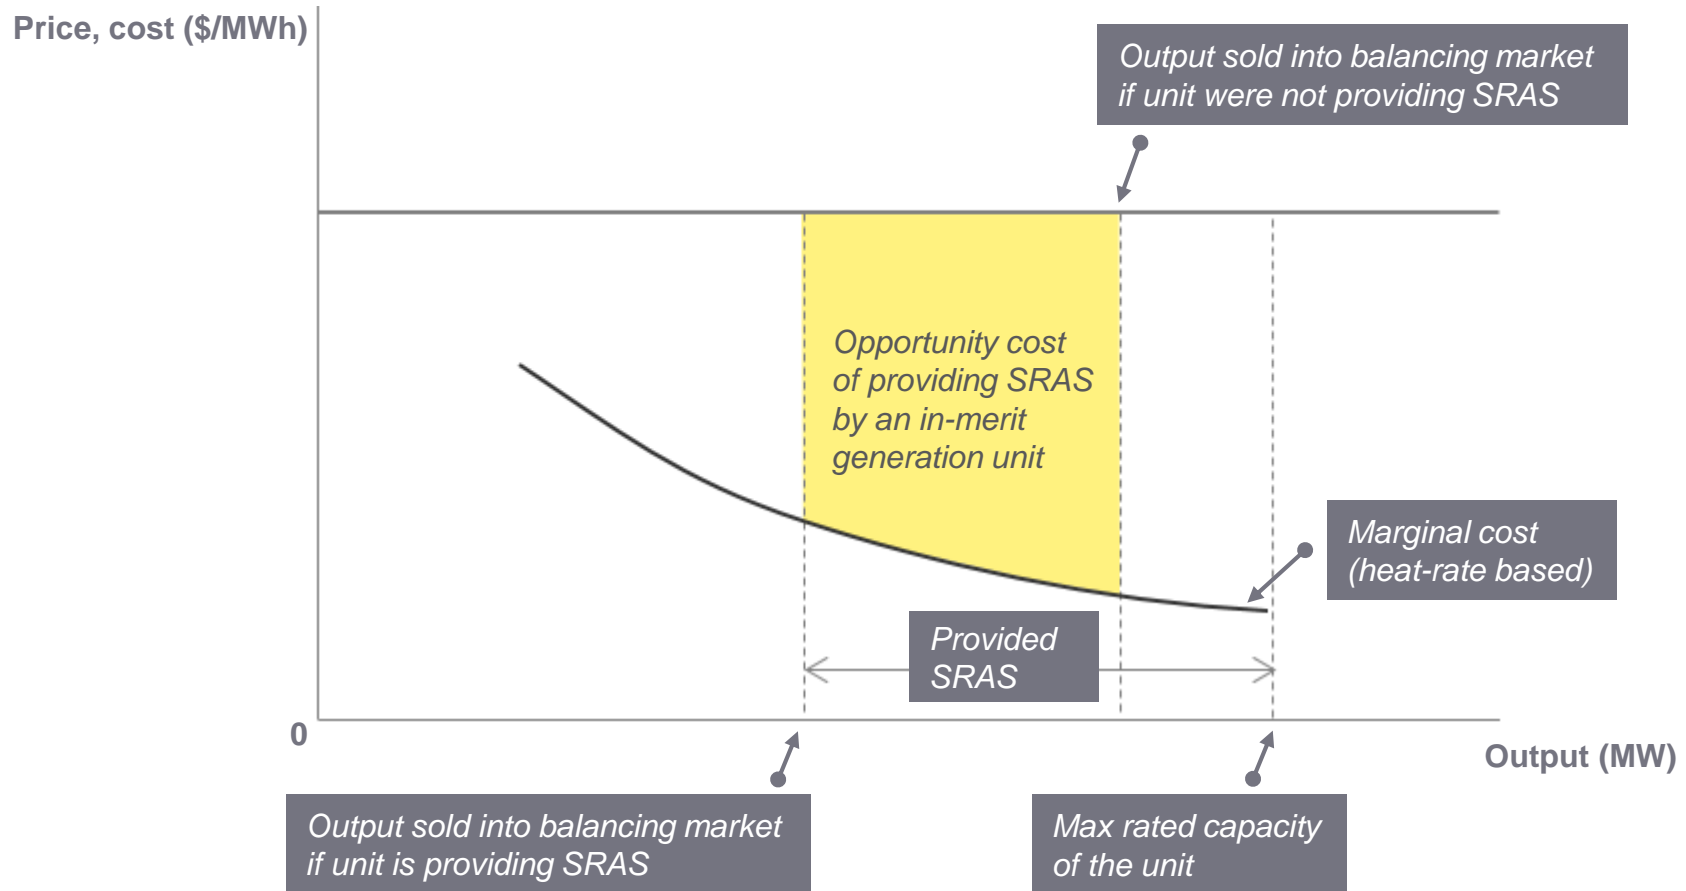 Price, cost ($/MWh)
Output sold into balancing market
if unit were not providing SRAS
Opportunity cost
of providing SRAS
by an in-merit
generation unit
Marginal cost
(heat-rate based)
Provided
SRAS
0
Output (MW)
Output sold into balancing market
if unit is providing SRAS
Max rated capacity
of the unit